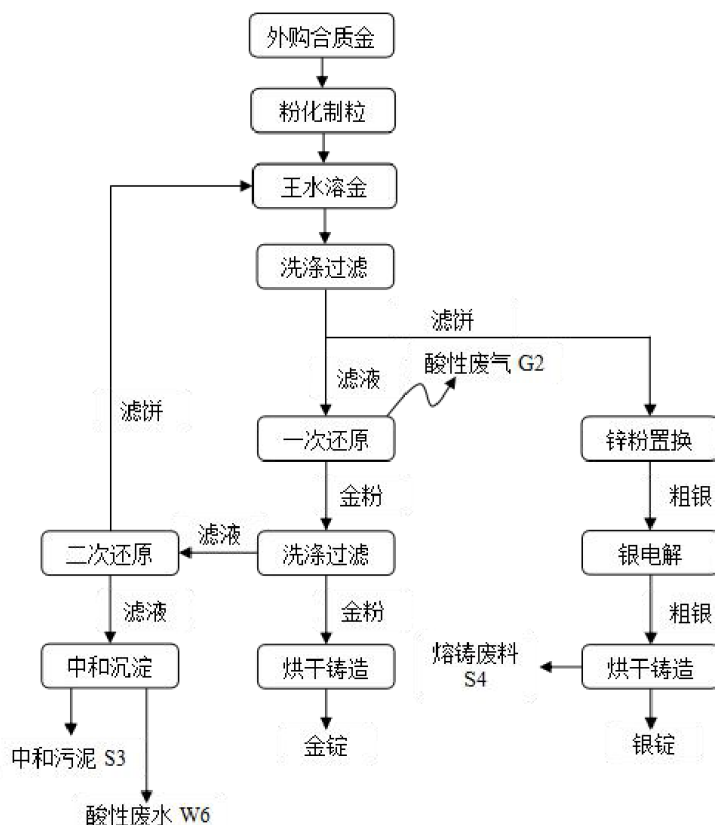 外购合质金
粉化制粒
王水溶金
洗涤过滤
滤饼
酸性废气 G2
滤液
滤饼
一次还原
锌粉置换
金粉
粗银
滤液
二次还原
洗涤过滤
银电解
滤液
金粉
粗银
熔铸废料
S4
中和沉淀
烘干铸造
烘干铸造
中和污泥 S3
金锭
银锭
酸性废水 W6